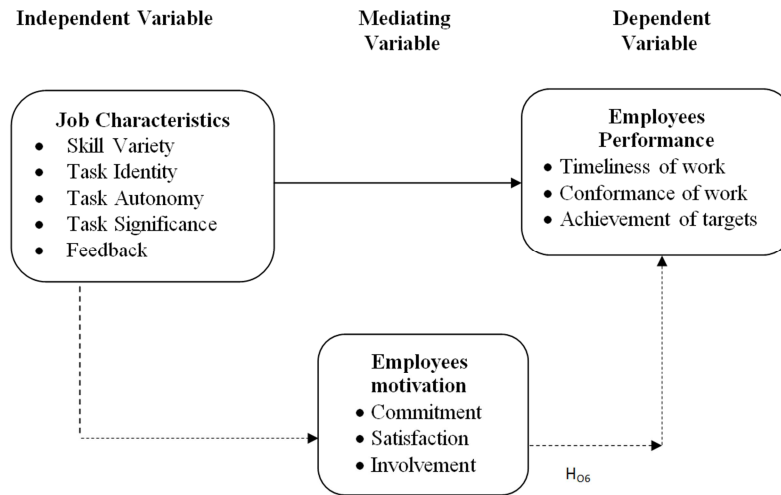 Independent Variable
Mediating
Variable
Dependent
Variable
Job Characteristics
• Skill Variety
• Task Identity
• Task Autonomy
• Task Significance
• Feedback
Employees
Performance
• Timeliness of work
• Conformance of work
• Achievement of targets
Employees
motivation
• Commitment
• Satisfaction
• Involvement
H₀₆